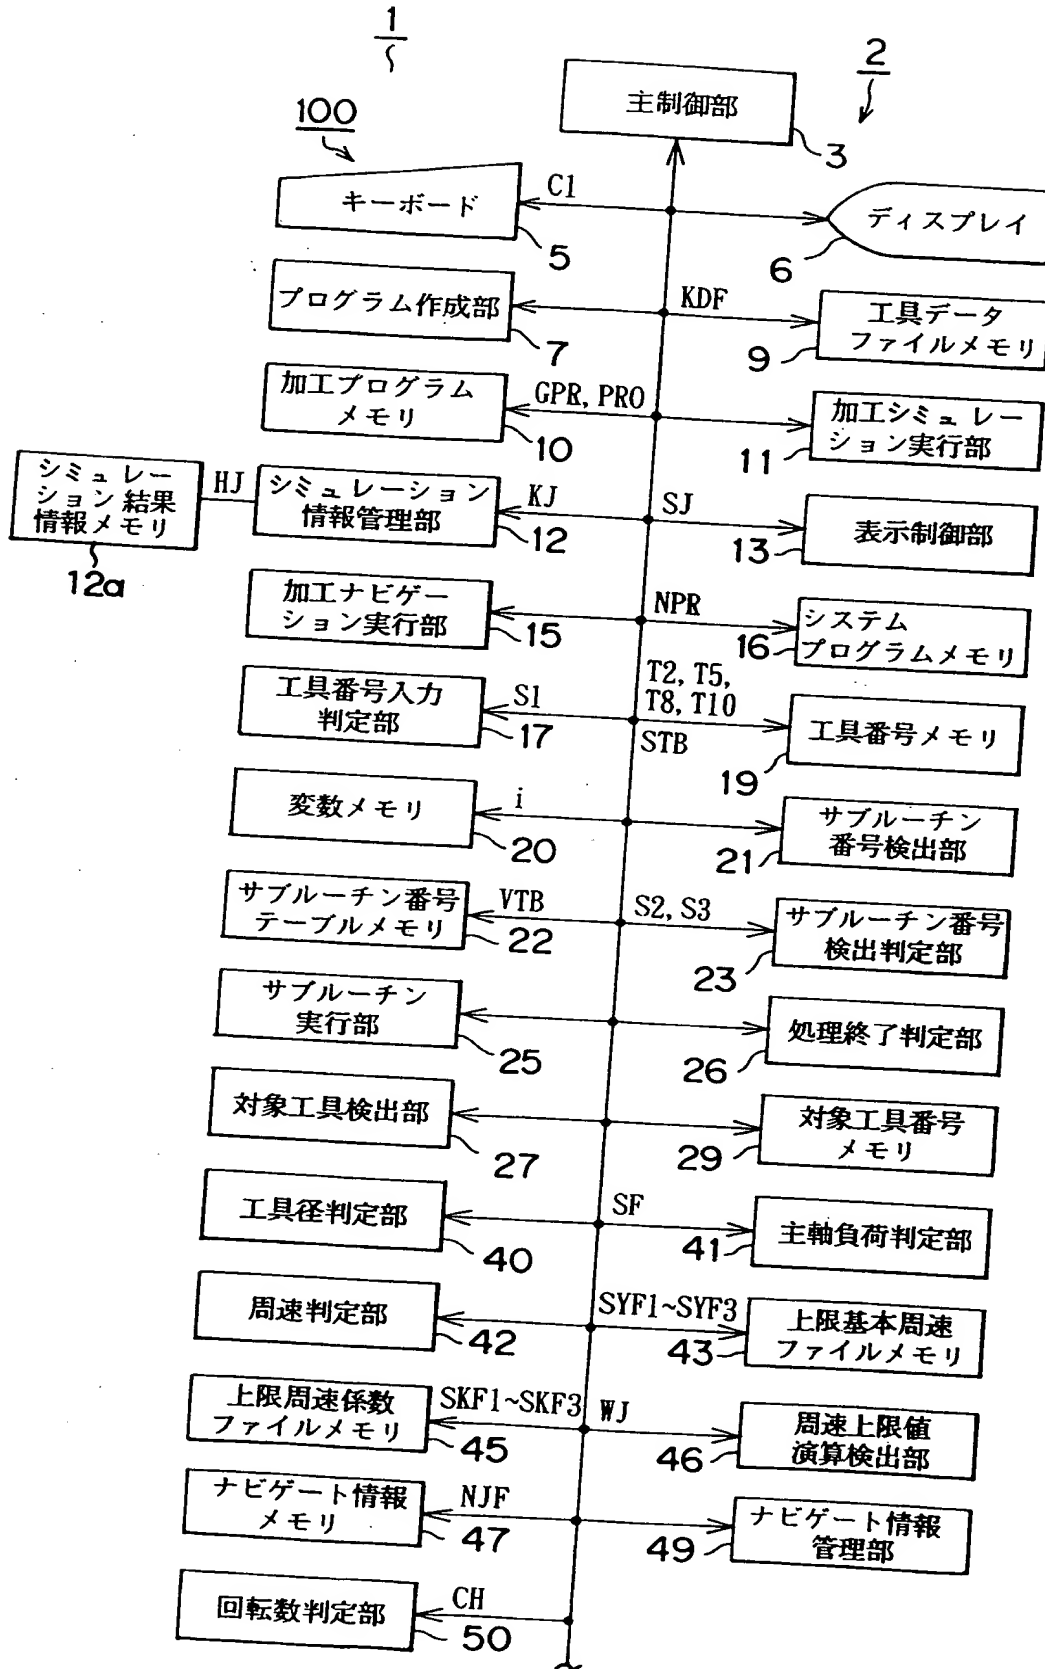 1
2
主制御部
3
100
キーボード
C1
5
ディスプレイ
6
プログラム作成部
7
KDF
工具データ
ファイルメモリ
9
加工プログラム
メモリ
GPR, PRO
10
加工シミュレー
ション実行部
11
シミュレー
ション結果
情報メモリ
12a
HJ
シミュレーション
情報管理部
KJ
12
SJ
表示制御部
13
加工ナビゲー
ション実行部
15
NPR
システム
プログラムメモリ
16
工具番号入力
判定部
S1
17
T2, T5,
T8, T10
STB
工具番号メモリ
19
変数メモリ
i
20
サブルーチン
番号検出部
21
サブルーチン番号
テーブルメモリ
VTB
22
S2, S3
サブルーチン番号
検出判定部
23
サブルーチン
実行部
25
処理終了判定部
26
対象工具検出部
27
対象工具番号
メモリ
29
工具径判定部
40
SF
主軸負荷判定部
41
周速判定部
42
SYF1~SYF3
上限基本周速
ファイルメモリ
43
上限周速係数
ファイルメモリ
SKF1~SKF3
45
WJ
周速上限値
演算検出部
46
ナビゲート情報
メモリ
NJF
47
ナビゲート情報
管理部
49
回転数判定部
CH
50